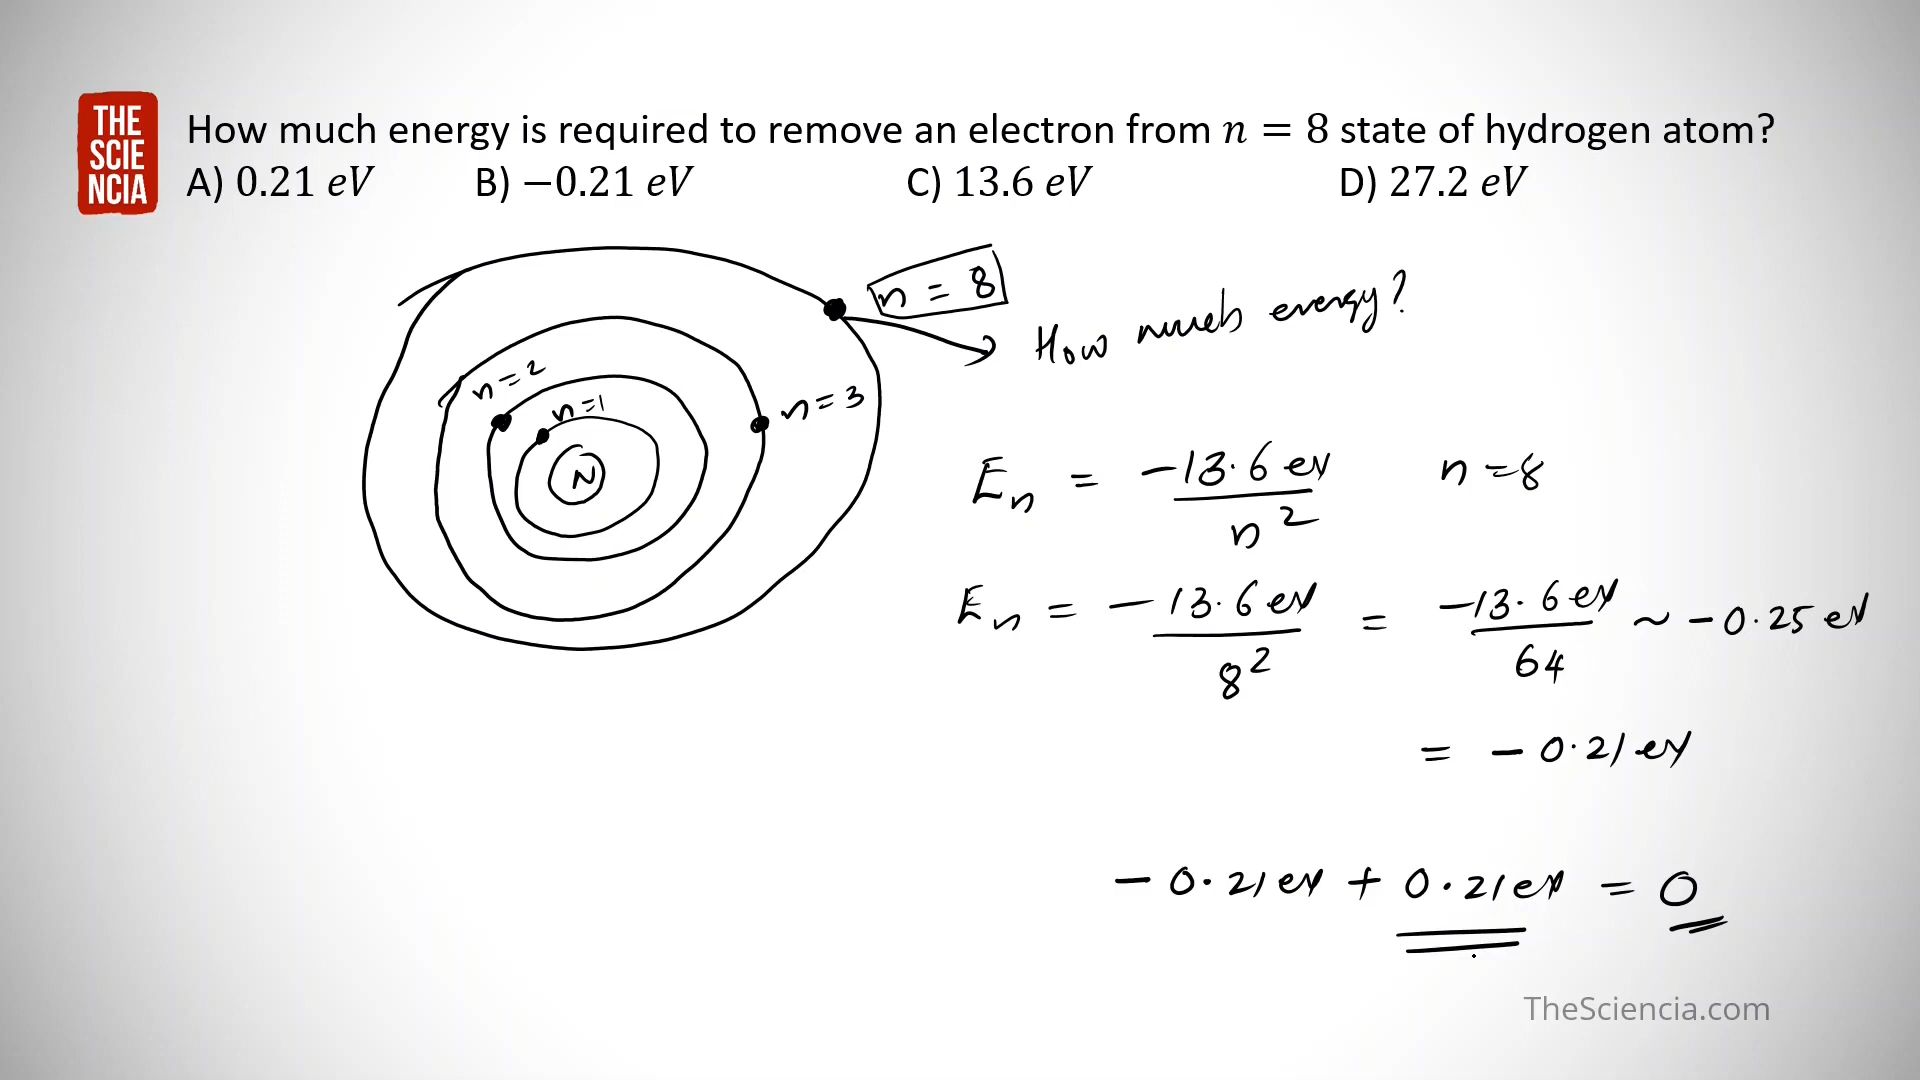 THE
SCIE
NCIA
How much energy is required to remove an electron from n = 8 state of hydrogen atom?
A) 0.21 eV B) −0.21 eV C) 13.6 eV D) 27.2 eV
n = 8
How much energy?
n = 2
n = 1
n = 3
N
En = −13.6 eV / n² n = 8
En = −13.6 eV / 8² = −13.6 eV / 64 ~ −0.25 eV
= −0.21 eV
−0.21 eV + 0.21 eV = 0
TheSciencia.com